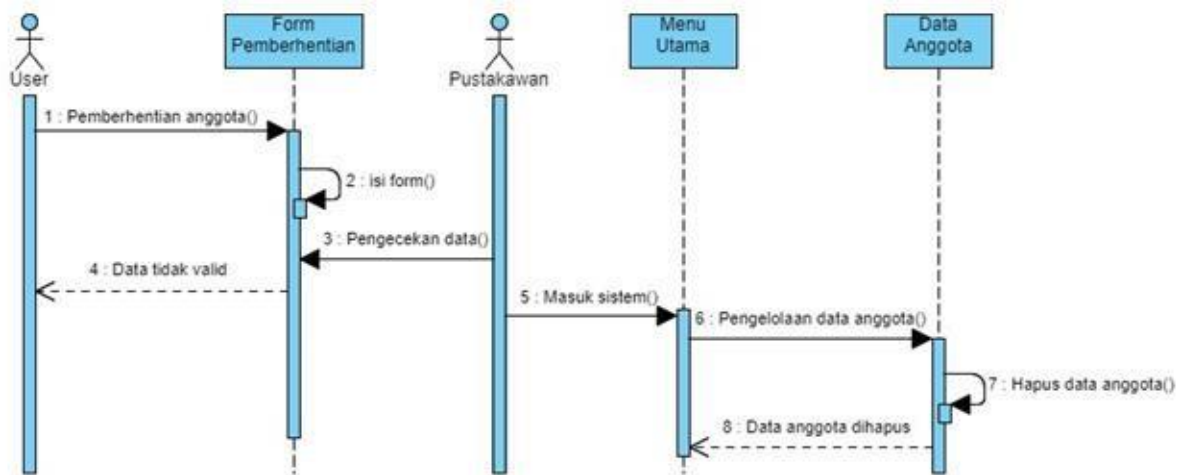 User
Form
Pemberhentian
Pustakawan
Menu
Utama
Data
Anggota
1 : Pemberhentian anggota()
2 : isi form()
3 : Pengecekan data()
4 : Data tidak valid
5 : Masuk sistem()
6 : Pengelolaan data anggota()
7 : Hapus data anggota()
8 : Data anggota dihapus